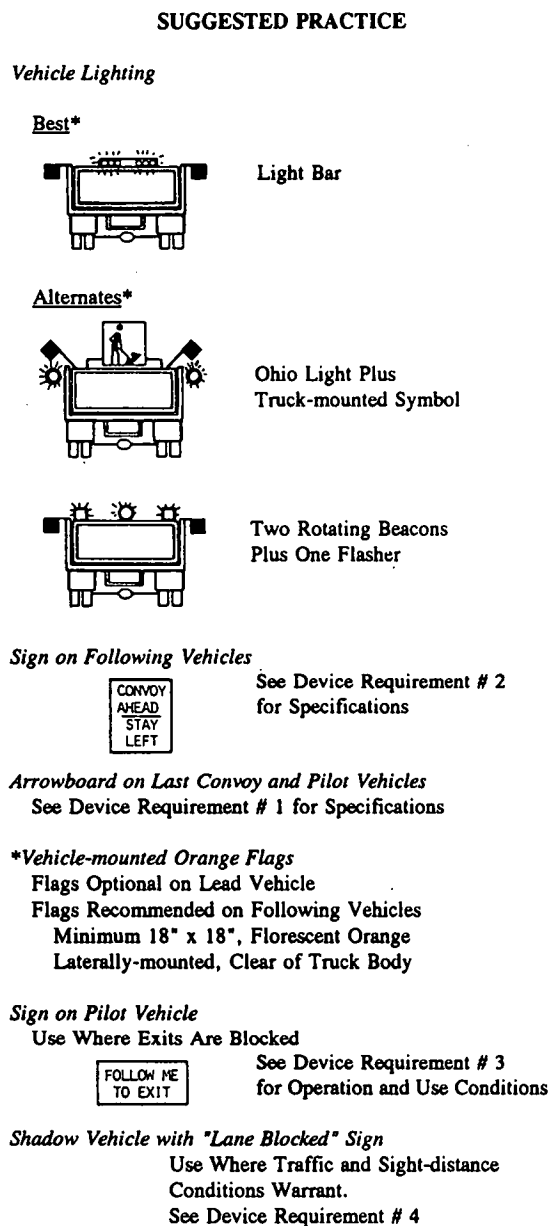 SUGGESTED PRACTICE
Vehicle Lighting
Best*
Light Bar
Alternates*
Ohio Light Plus
Truck-mounted Symbol
Two Rotating Beacons
Plus One Flasher
Sign on Following Vehicles
CONVOY
AHEAD
STAY
LEFT
See Device Requirement # 2
for Specifications
Arrowboard on Last Convoy and Pilot Vehicles
See Device Requirement # 1 for Specifications
*Vehicle-mounted Orange Flags
Flags Optional on Lead Vehicle
Flags Recommended on Following Vehicles
Minimum 18" x 18", Florescent Orange
Laterally-mounted, Clear of Truck Body
Sign on Pilot Vehicle
Use Where Exits Are Blocked
FOLLOW ME
TO EXIT
See Device Requirement # 3
for Operation and Use Conditions
Shadow Vehicle with "Lane Blocked" Sign
Use Where Traffic and Sight-distance
Conditions Warrant.
See Device Requirement # 4